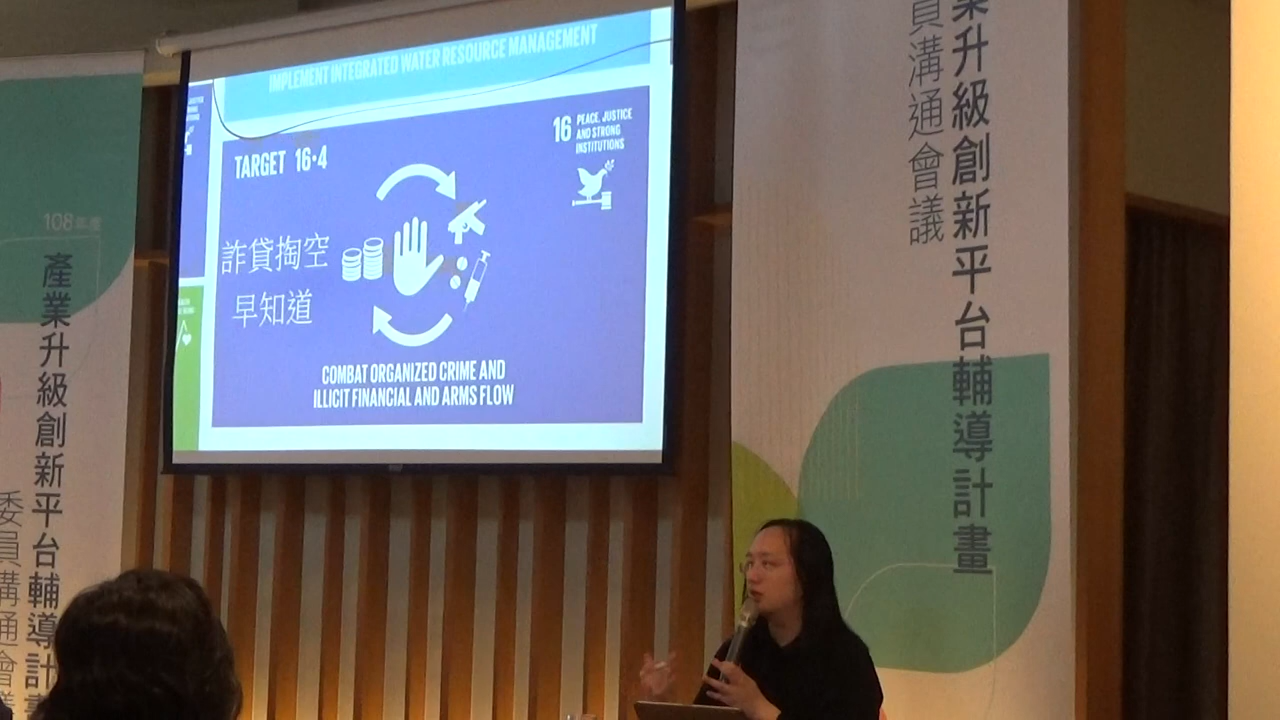 IMPLEMENT INTEGRATED WATER RESOURCE MANAGEMENT
TARGET 16·4
16 PEACE, JUSTICE
AND STRONG
INSTITUTIONS
詐貸掏空
早知道
COMBAT ORGANIZED CRIME AND
ILLICIT FINANCIAL AND ARMS FLOW
108年度
產業升級創新平台輔導計畫
委員溝通會議
業升級創新平台輔導計畫
員溝通會議